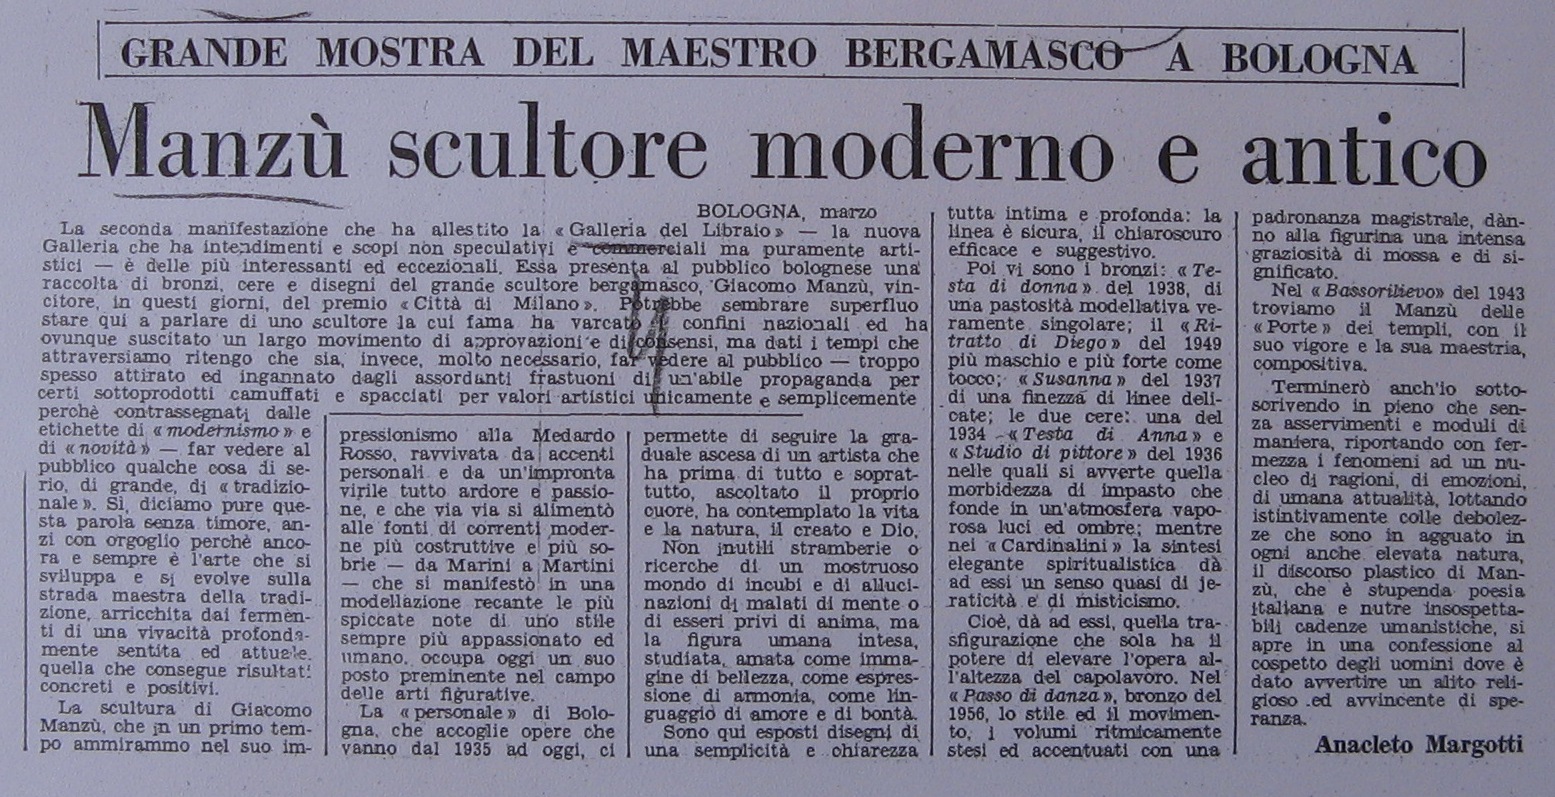 GRANDE MOSTRA DEL MAESTRO BERGAMASCO A BOLOGNA
Manzù scultore moderno e antico
BOLOGNA, marzo
La seconda manifestazione che ha allestito la « Galleria del Libraio » — la nuova
Galleria che ha intendimenti e scopi non speculativi e commerciali ma puramente arti-
stici — è delle più interessanti ed eccezionali. Essa presenta al pubblico bolognese una
raccolta di bronzi, cere e disegni del grande scultore bergamasco, Giacomo Manzù, vin-
citore, in questi giorni, del premio « Città di Milano ». Potrebbe sembrare superfluo
stare qui a parlare di uno scultore la cui fama ha varcato i confini nazionali ed ha
ovunque suscitato un largo movimento di approvazioni e di consensi, ma dati i tempi che
attraversiamo ritengo che sia, invece, molto necessario, far vedere al pubblico — troppo
spesso attirato ed ingannato dagli assordanti frastuoni di un'abile propaganda per
certi sottoprodotti camuffati e spacciati per valori artistici unicamente e semplicemente
perchè contrassegnati dalle
etichette di « modernismo » e
di « novità » — far vedere al
pubblico qualche cosa di se-
rio, di grande, di « tradizio-
nale ». Sì, diciamo pure que-
sta parola senza timore, an-
zi con orgoglio perchè anco-
ra e sempre è l'arte che si
sviluppa e si evolve sulla
strada maestra della tradi-
zione, arricchita dai fermen-
ti di una vivacità profonda-
mente sentita ed attuale,
quella che consegue risultati
concreti e positivi.
La scultura di Giacomo
Manzù, che in un primo tem-
po ammirammo nel suo im-
pressionismo alla Medardo
Rosso, ravvivata da accenti
personali e da un'impronta
virile tutto ardore e passio-
ne, e che via via si alimentò
alle fonti di correnti moder-
ne più costruttive e più so-
brie — da Marini a Martini
— che si manifestò in una
modellazione recante le più
spiccate note di uno stile
sempre più appassionato ed
umano, occupa oggi un suo
posto preminente nel campo
delle arti figurative.
La « personale » di Bolo-
gna, che accoglie opere che
vanno dal 1935 ad oggi, ci
permette di seguire la gra-
duale ascesa di un artista che
ha prima di tutto e soprat-
tutto, ascoltato il proprio
cuore, ha contemplato la vita
e la natura, il creato e Dio.
Non inutili stramberie o
ricerche di un mostruoso
mondo di incubi e di alluci-
nazioni di malati di mente o
di esseri privi di anima, ma
la figura umana intesa,
studiata, amata come imma-
gine di bellezza, come espres-
sione di armonia, come lin-
guaggio di amore e di bontà.
Sono qui esposti disegni di
una semplicità e chiarezza
tutta intima e profonda: la
linea è sicura, il chiaroscuro
efficace e suggestivo.
Poi vi sono i bronzi: « Te-
sta di donna » del 1938, di
una pastosità modellativa ve-
ramente singolare; il « Ri-
tratto di Diego » del 1949
più maschio e più forte come
tocco; « Susanna » del 1937
di una finezza di linee deli-
cate; le due cere: una del
1934 - « Testa di Anna » e
« Studio di pittore » del 1936
nelle quali si avverte quella
morbidezza di impasto che
fonde in un'atmosfera vapo-
rosa luci ed ombre; mentre
nei « Cardinalini » la sintesi
elegante spiritualistica dà
ad essi un senso quasi di je-
raticità e di misticismo.
Cioè, dà ad essi, quella tra-
sfigurazione che sola ha il
potere di elevare l'opera al-
l'altezza del capolavoro. Nel
« Passo di danza », bronzo del
1956, lo stile ed il movimen-
to, i volumi ritmicamente
stesi ed accentuati con una
padronanza magistrale, dàn-
no alla figurina una intensa
graziosità di mossa e di si-
gnificato.
Nel « Bassorilievo » del 1943
troviamo il Manzù delle
« Porte » dei templi, con il
suo vigore e la sua maestria,
compositiva.
Terminerò anch'io sotto-
scrivendo in pieno che sen-
za asservimenti e moduli di
maniera, riportando con fer-
mezza i fenomeni ad un nu-
cleo di ragioni, di emozioni,
di umana attualità, lottando
istintivamente colle debolez-
ze che sono in agguato in
ogni anche elevata natura,
il discorso plastico di Man-
zù, che è stupenda poesia
italiana e nutre insospetta-
bili cadenze umanistiche, si
apre in una confessione al
cospetto degli uomini dove è
dato avvertire un alito reli-
gioso ed avvincente di spe-
ranza.
Anacleto Margotti